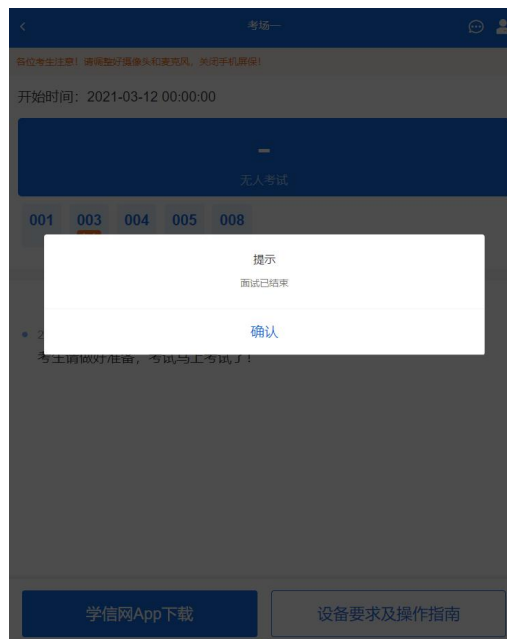 考场一
各位考生注意！请调整好摄像头和麦克风，关闭手机屏保！
开始时间：2021-03-12 00:00:00
-
无人考试
001 003 004 005 008
提示
面试已结束
确认
2
考生请做好准备，考试马上考试了！
学信网App下载
设备要求及操作指南